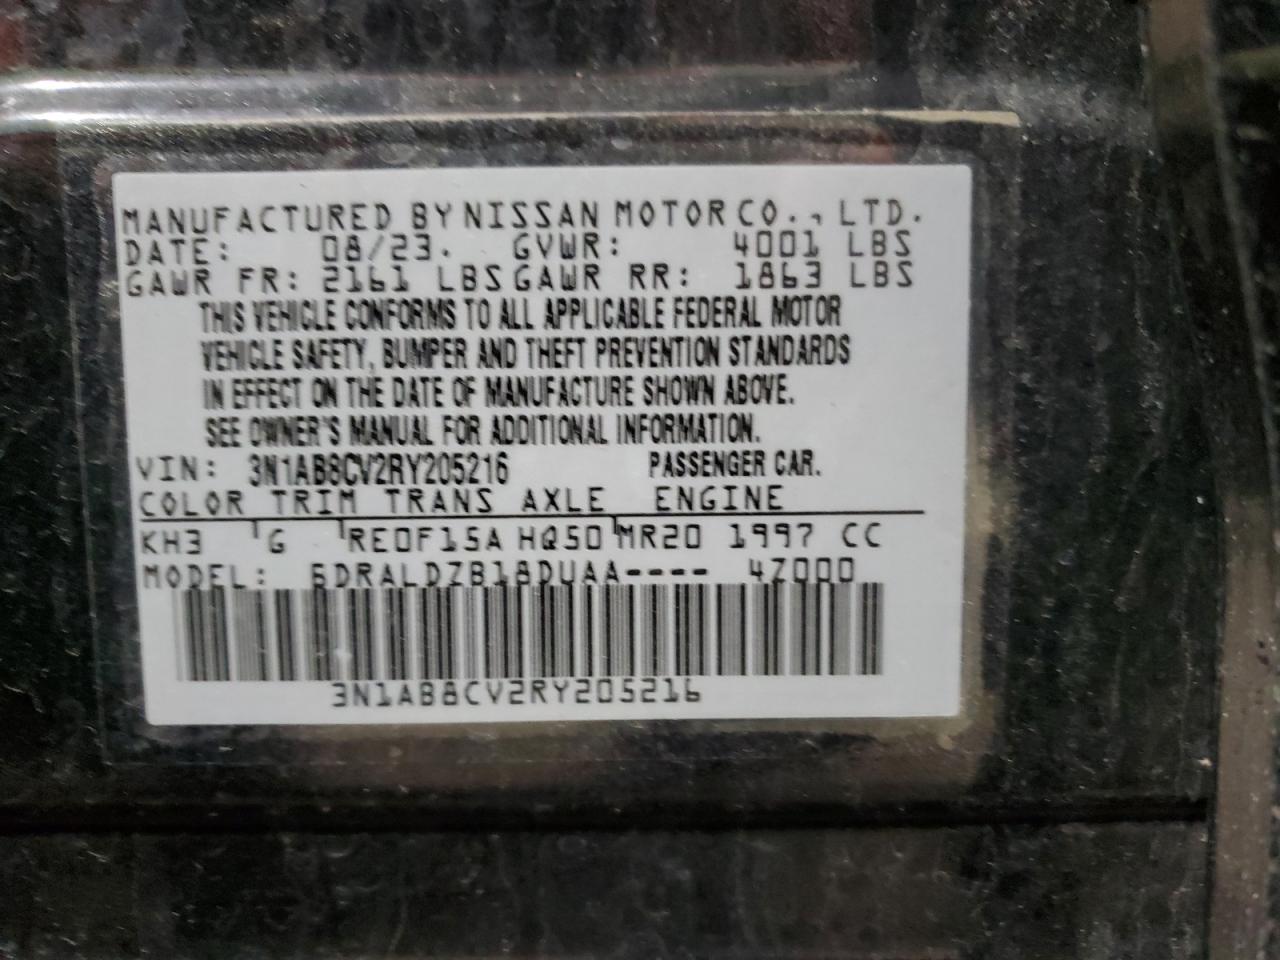 MANUFACTURED BY NISSAN MOTOR CO., LTD.
DATE: 08/23. GVWR: 4001 LBS
GAWR FR: 2161 LBS GAWR RR: 1863 LBS
THIS VEHICLE CONFORMS TO ALL APPLICABLE FEDERAL MOTOR
VEHICLE SAFETY, BUMPER AND THEFT PREVENTION STANDARDS
IN EFFECT ON THE DATE OF MANUFACTURE SHOWN ABOVE.
SEE OWNER'S MANUAL FOR ADDITIONAL INFORMATION.
VIN: 3N1AB8CV2RY205216 PASSENGER CAR.
COLOR TRIM TRANS AXLE ENGINE
KH3 G RE0F15A HQ50 MR20 1997 CC
MODEL: 6DRALDZB18DUAA---- 4Z000
3N1AB8CV2RY205216